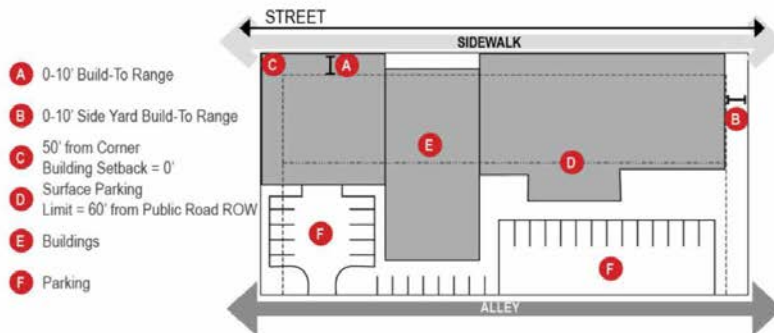 STREET
SIDEWALK
A 0-10' Build-To Range
B 0-10' Side Yard Build-To Range
C 50' from Corner
Building Setback = 0'
D Surface Parking
Limit = 60' from Public Road ROW
E Buildings
F Parking
C
A
B
E
D
F
F
ALLEY